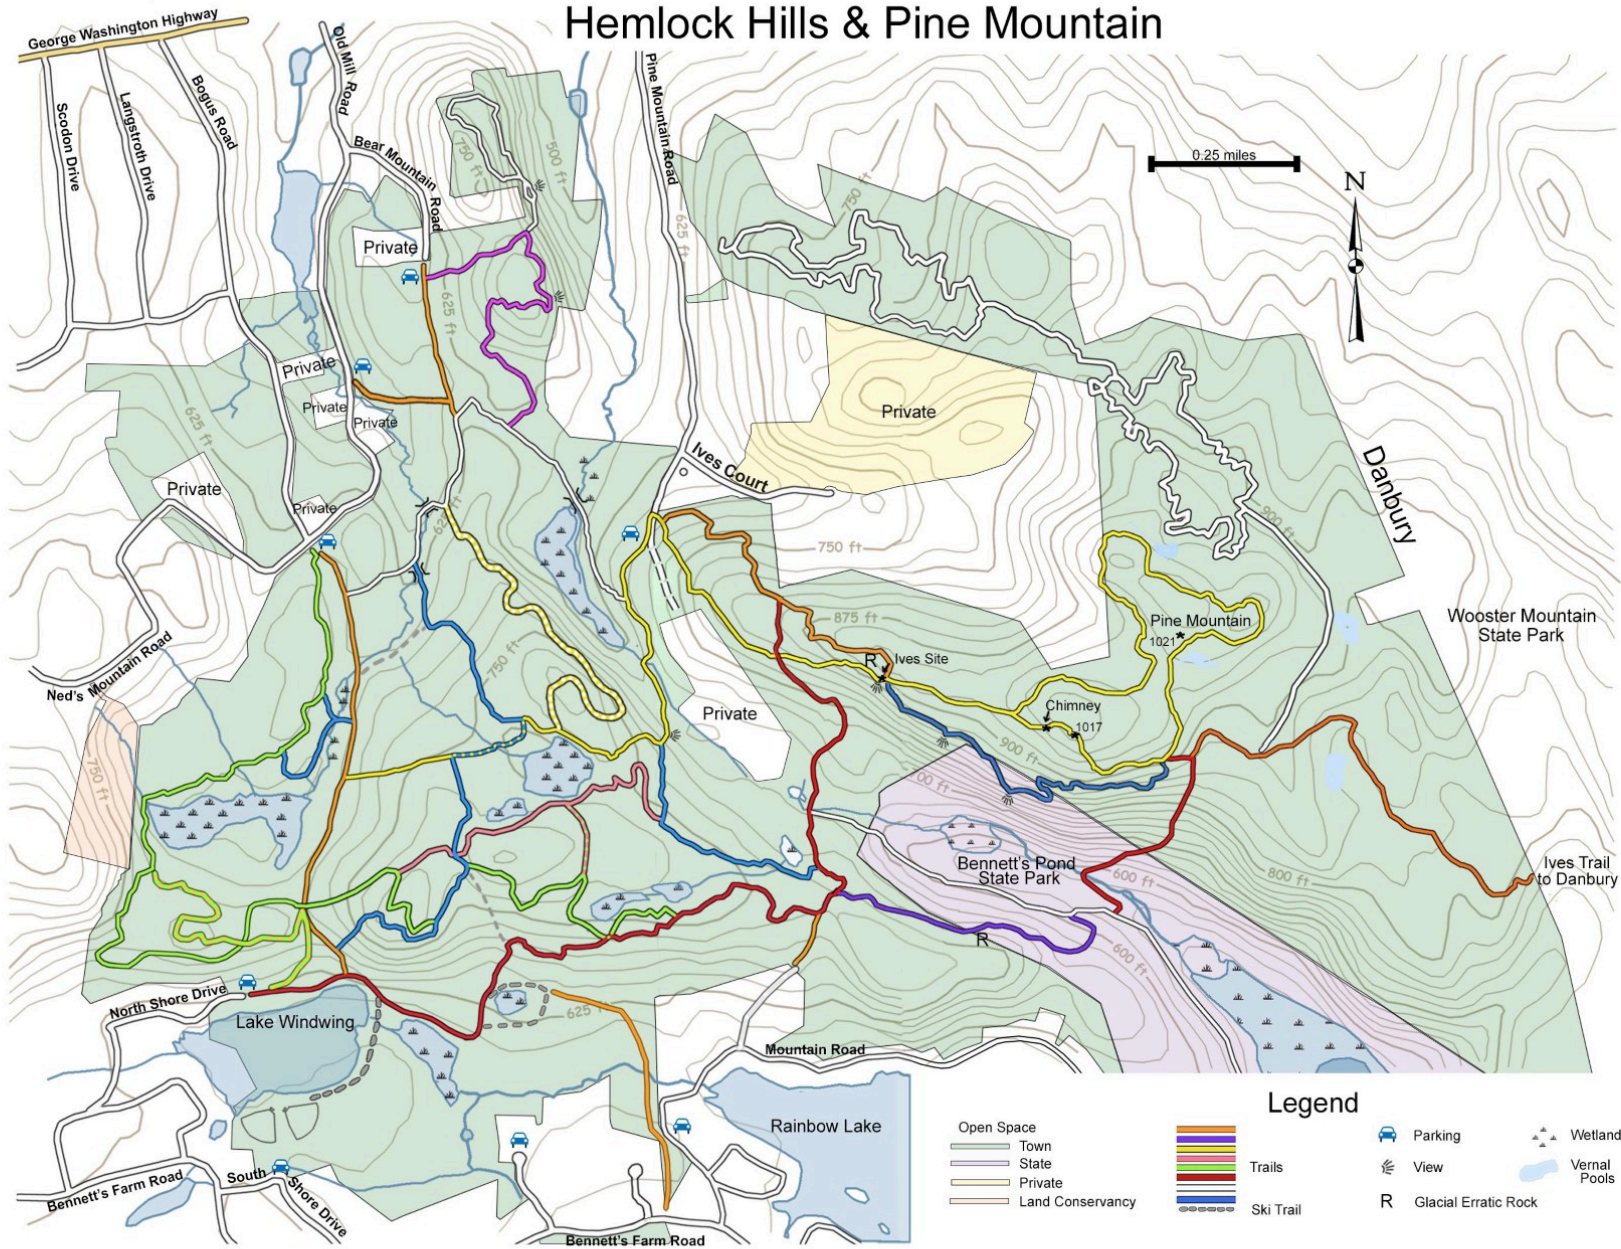 Hemlock Hills & Pine Mountain
George Washington Highway
Scodon Drive
Langstroth Drive
Bogus Road
Old Mill Road
Bear Mountain
Road
Pine Mountain Road
0.25 miles
N
750 ft
500 ft
750 ft
625 ft
Private
625 ft
Private
Private
Private
625 ft
Private
Ives Court
Danbury
Private
Private
900 ft
62
750 ft
875 ft
Pine Mountain
1021
Wooster Mountain
State Park
R
Ives Site
Ned's Mountain Road
750 ft
Private
Chimney
1017
900 ft
750 ft
00 ft
Bennett's Pond
State Park
600 ft
800 ft
Ives Trail
to Danbury
R
600 ft
North Shore Drive
Lake Windwing
625 ft
Mountain Road
Rainbow Lake
Bennett's Farm Road
South
Shore Drive
Bennett's Farm Road
Legend
Open Space
Town
State
Private
Land Conservancy
Trails
Ski Trail
Parking
View
R
Glacial Erratic Rock
Wetland
Vernal
Pools